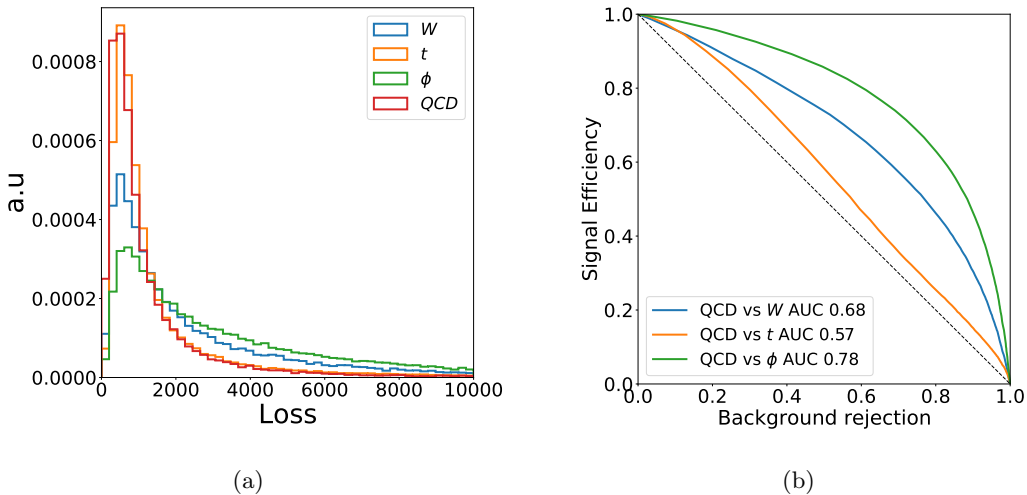 a.u
0.0008
0.0006
0.0004
0.0002
0.0000
0 2000 4000 6000 8000 10000
Loss
W
t
ϕ
QCD
(a)
Signal Efficiency
1.0
0.8
0.6
0.4
0.2
0.0
0.0 0.2 0.4 0.6 0.8 1.0
Background rejection
QCD vs W AUC 0.68
QCD vs t AUC 0.57
QCD vs ϕ AUC 0.78
(b)